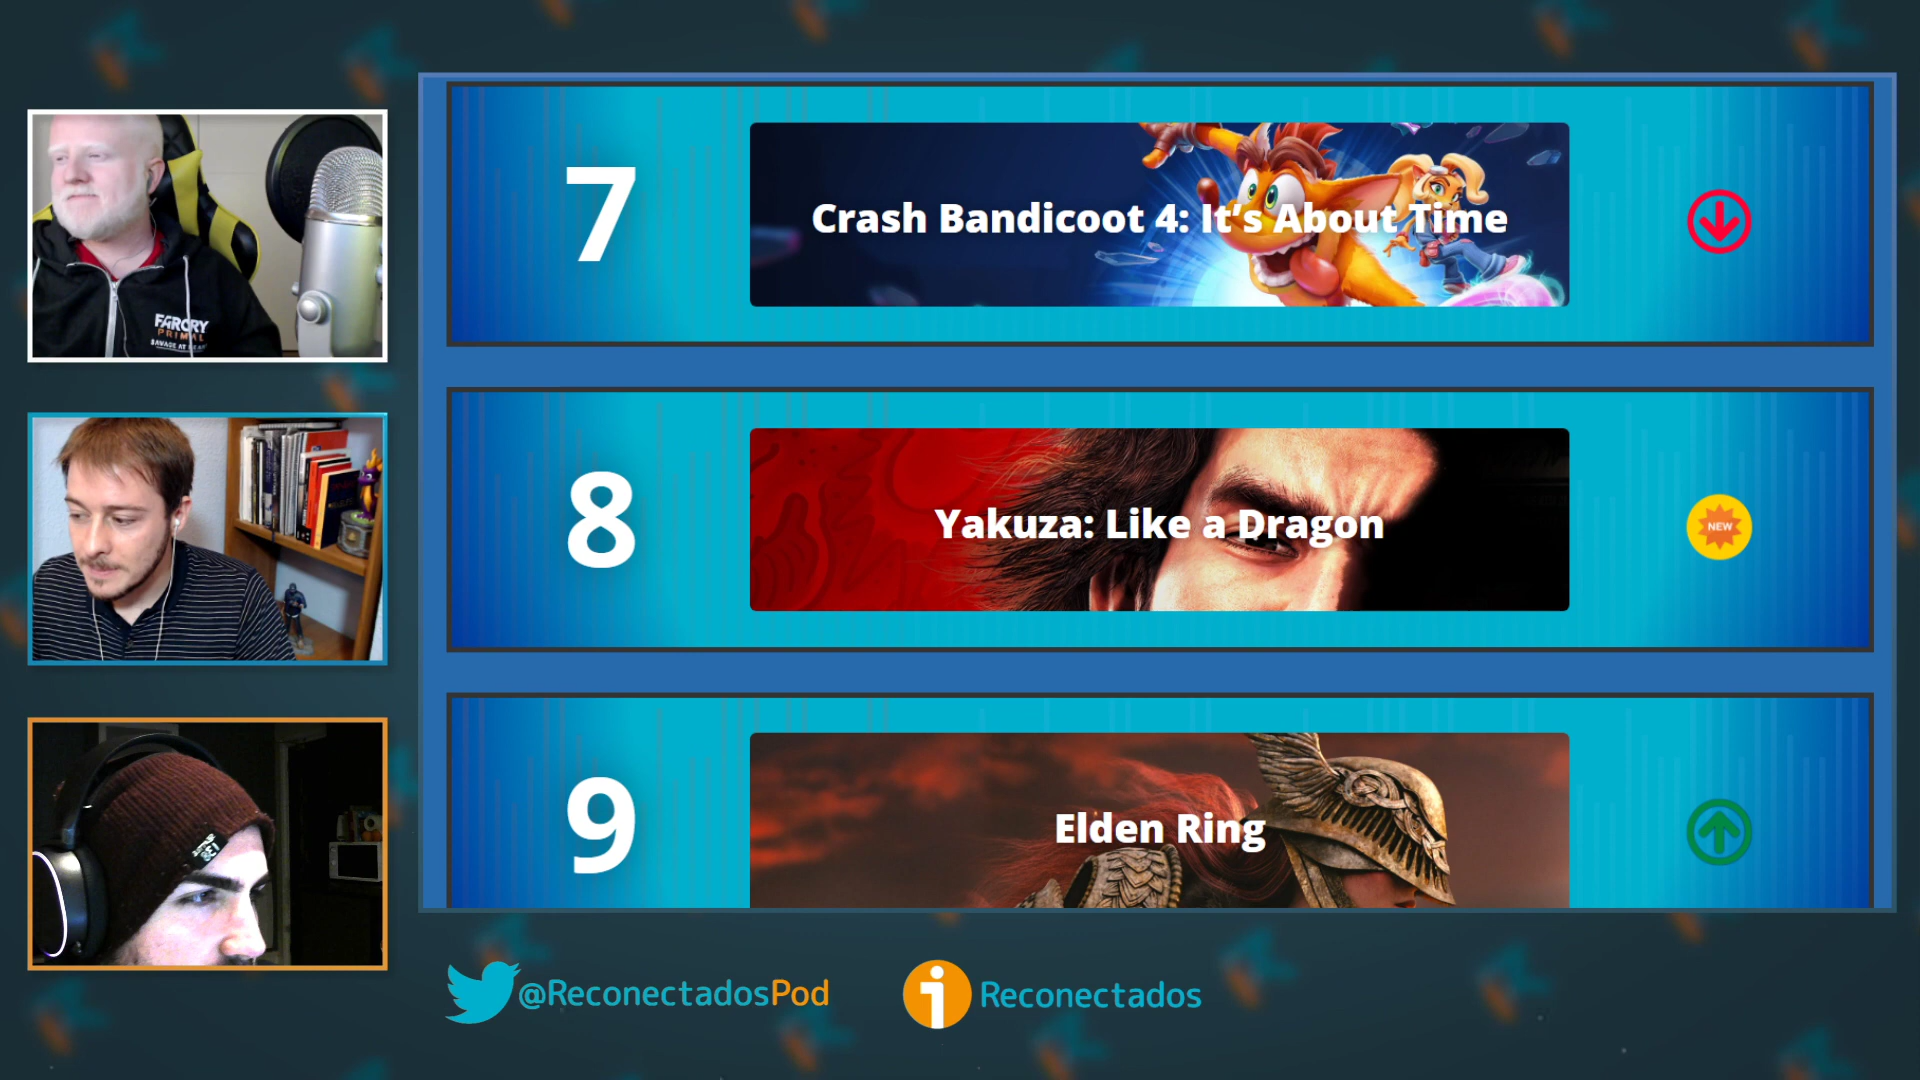 7
Crash Bandicoot 4: It’s About Time
8
Yakuza: Like a Dragon
NEW
9
Elden Ring
FARCRY
PRIMAL
@ReconectadosPod
Reconectados